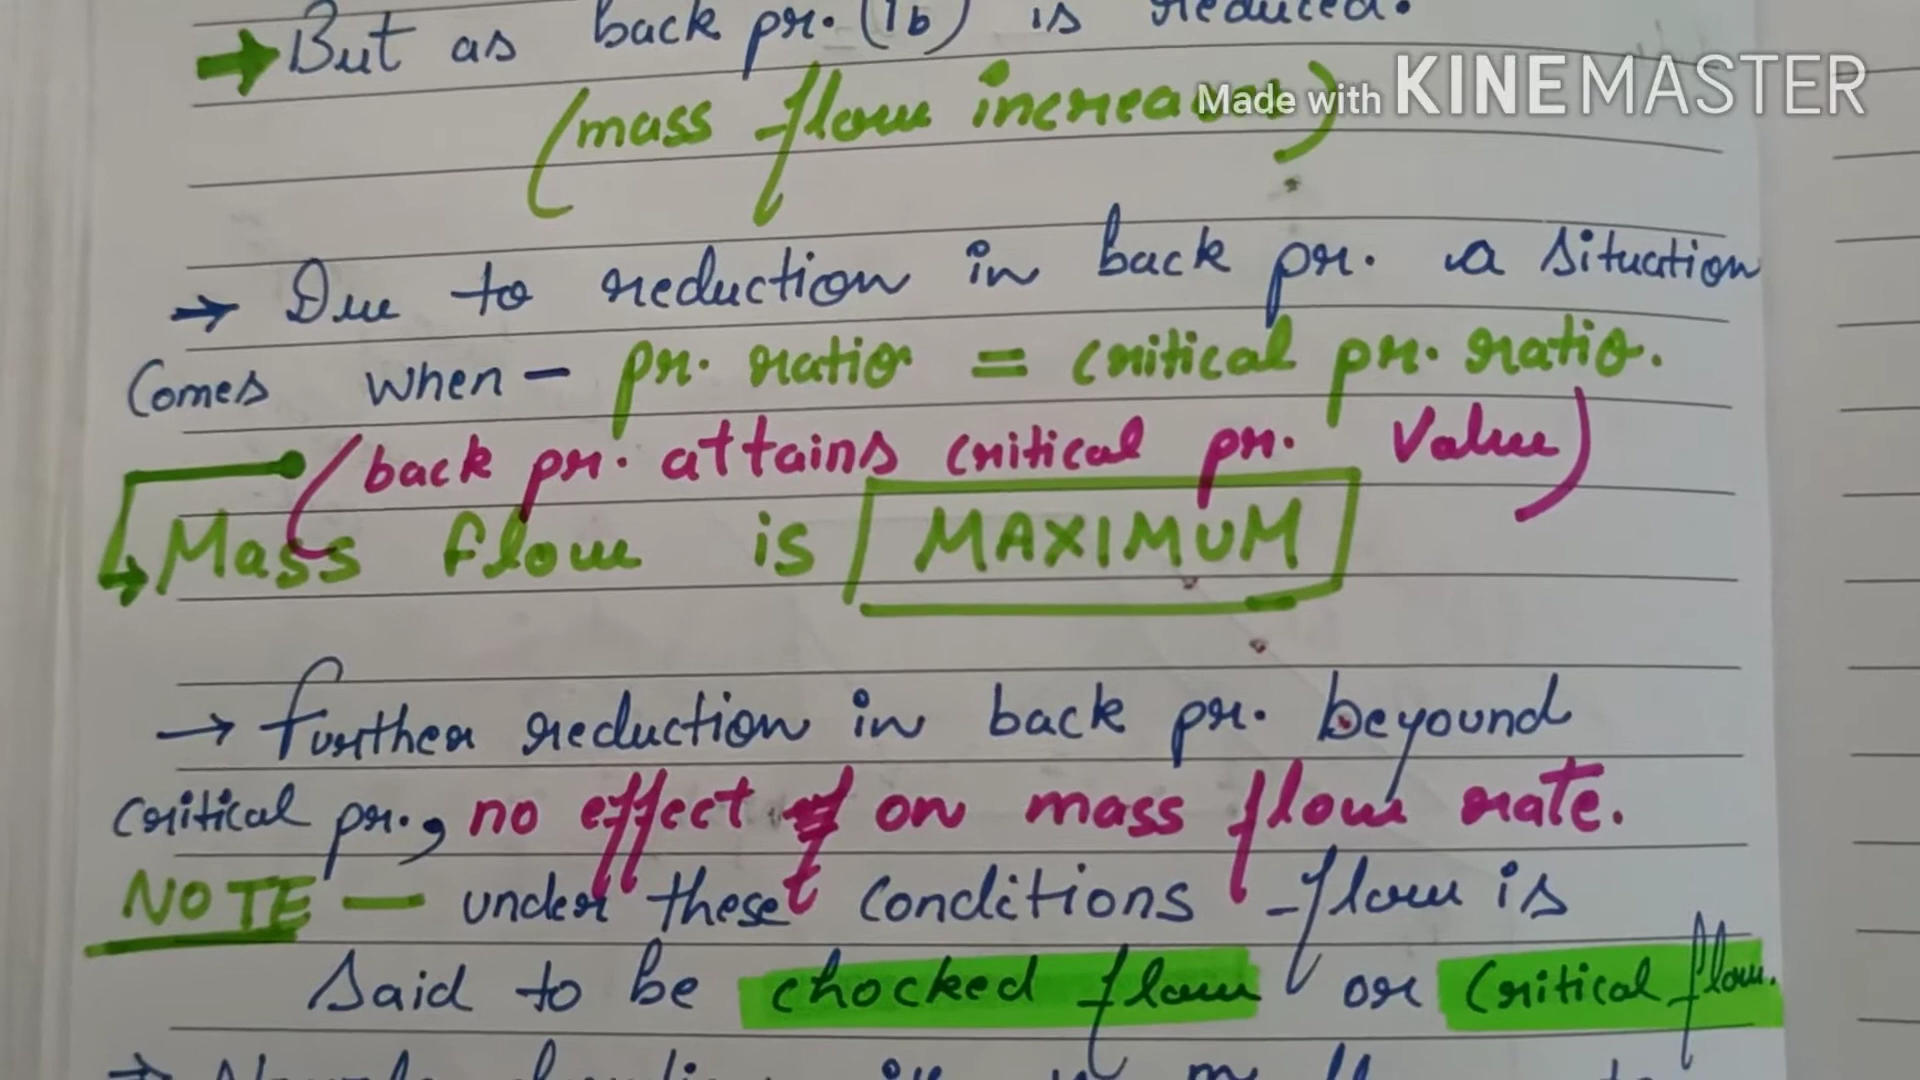 But as back pr. (Pb) is reduced.
Made with KINEMASTER
(mass flow increases)
→ Due to reduction in back pr. a situation
Comes when - pr. ratio = critical pr. ratio.
(back pr. attains critical pr. Value)
Mass flow is MAXIMUM
→ further reduction in back pr. beyound
critical pr., no effect on mass flow rate.
NOTE - under these conditions flow is
Said to be chocked flow or Critical flow.